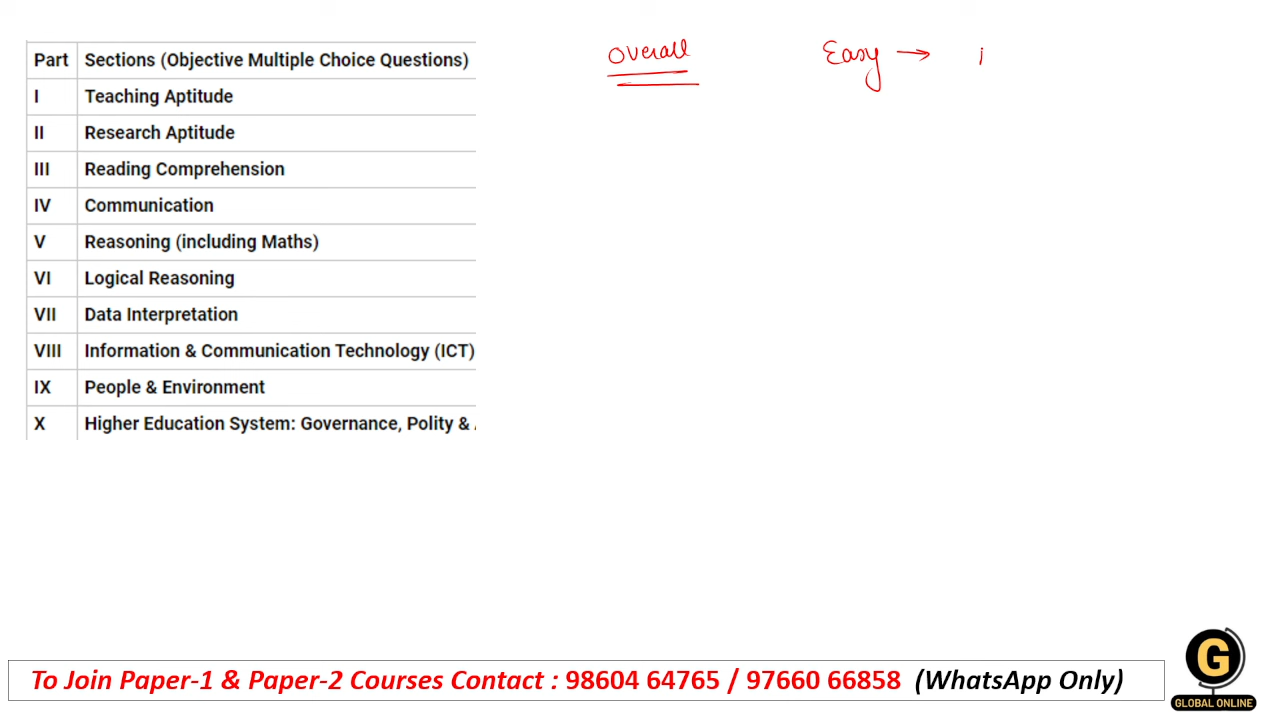 Part Sections (Objective Multiple Choice Questions)
I Teaching Aptitude
II Research Aptitude
III Reading Comprehension
IV Communication
V Reasoning (including Maths)
VI Logical Reasoning
VII Data Interpretation
VIII Information & Communication Technology (ICT)
IX People & Environment
X Higher Education System: Governance, Polity &
Overall
Easy →
To Join Paper-1 & Paper-2 Courses Contact : 98604 64765 / 97660 66858 (WhatsApp Only)
G
GLOBAL ONLINE